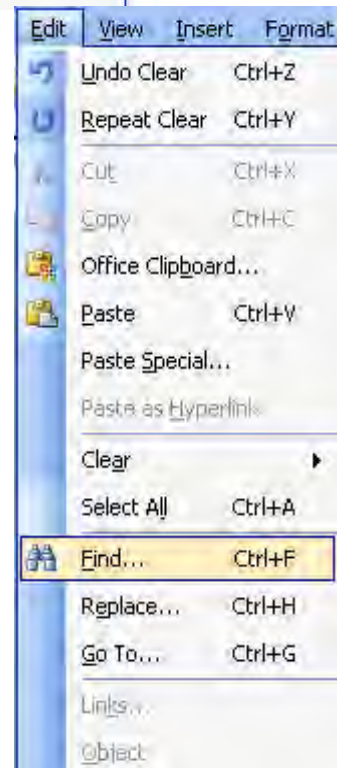 Edit View Insert Format
Undo Clear Ctrl+Z
Repeat Clear Ctrl+Y
Cut Ctrl+X
Copy Ctrl+C
Office Clipboard...
Paste Ctrl+V
Paste Special...
Paste as Hyperlink
Clear
Select All Ctrl+A
Find... Ctrl+F
Replace... Ctrl+H
Go To... Ctrl+G
Links...
Object